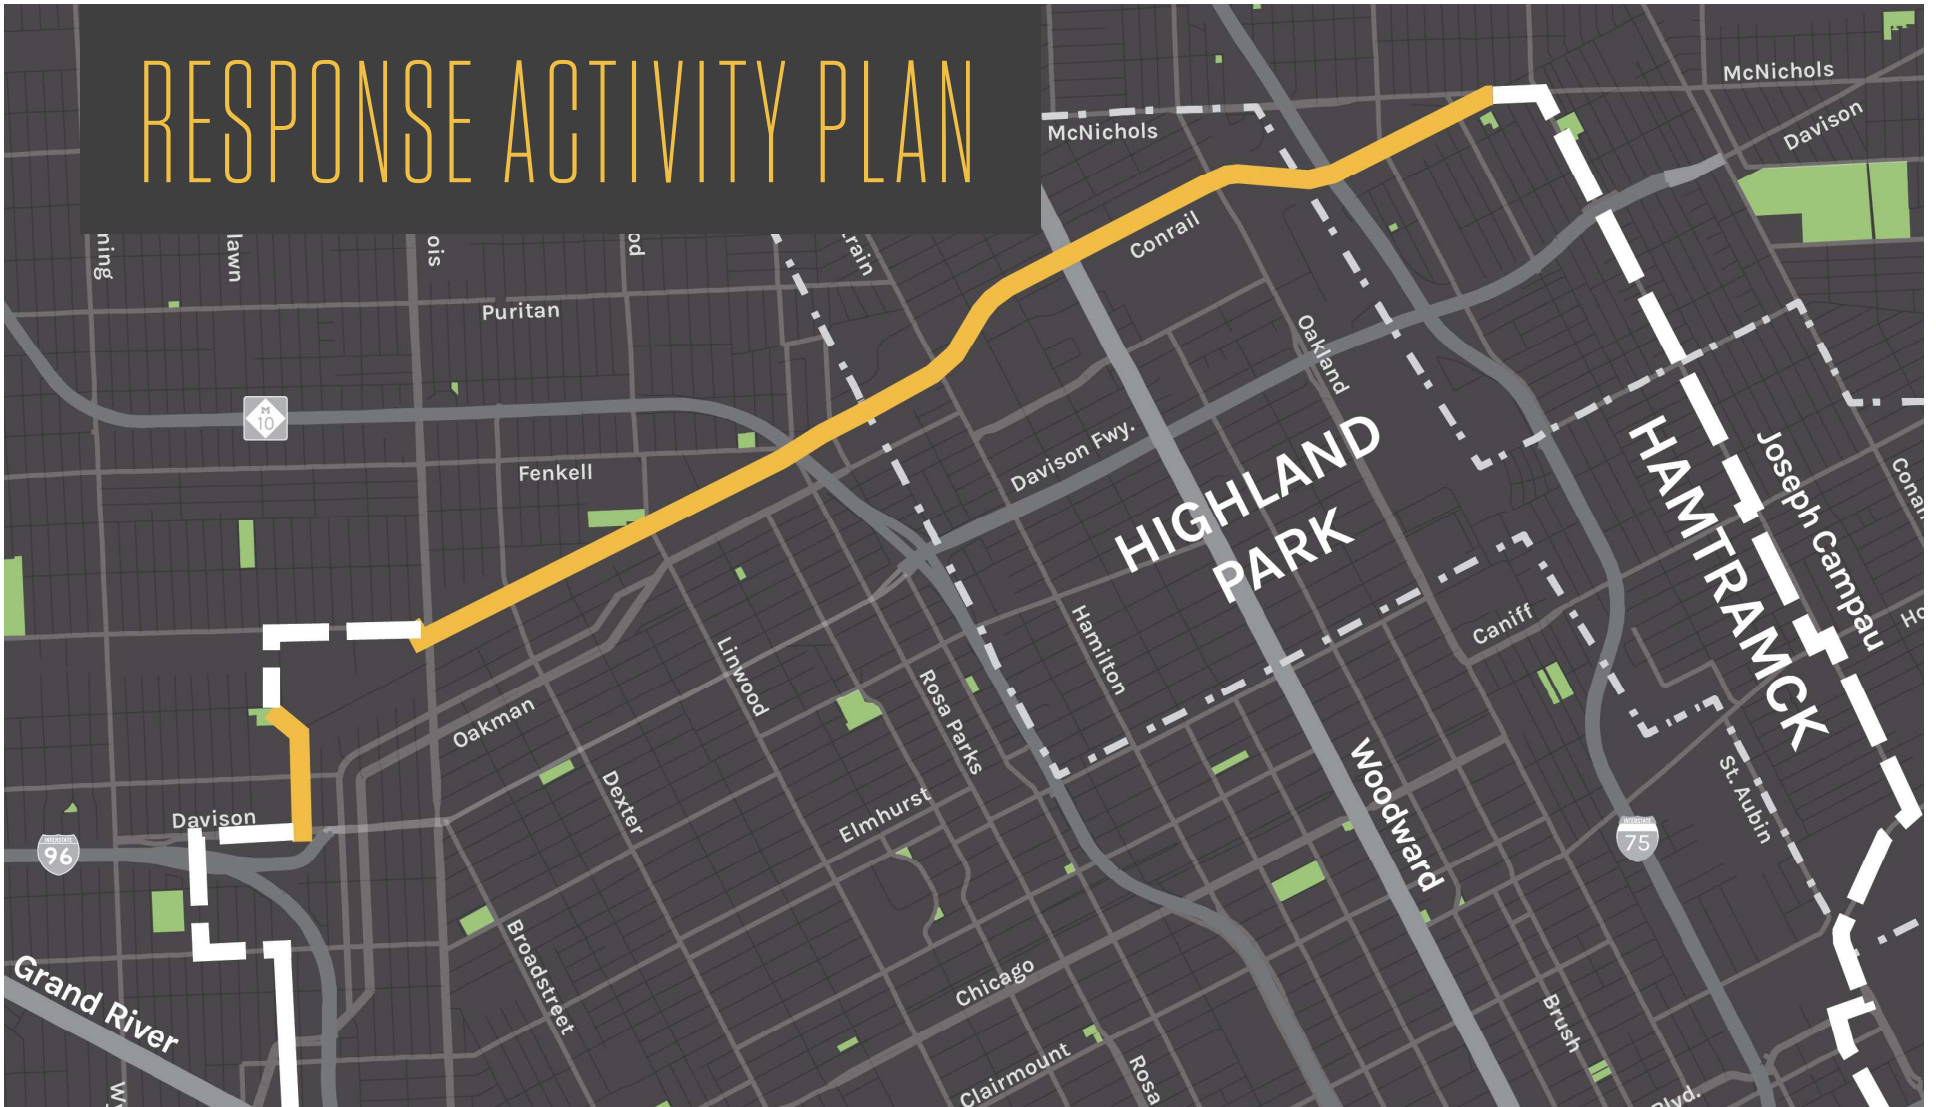 RESPONSE ACTIVITY PLAN
McNichols
McNichols
Davison
Conrail
Puritan
M
10
Fenkell
Oakland
Davison Fwy.
HIGHLAND
PARK
HAMTRAMCK
Joseph Campau
Caniff
Hamilton
Linwood
Rosa Parks
Oakman
Dexter
Elmhurst
Woodward
St. Aubin
Davison
INTERSTATE
96
INTERSTATE
75
Broadstreet
Grand River
Chicago
Clairmount
Rosa
Brush